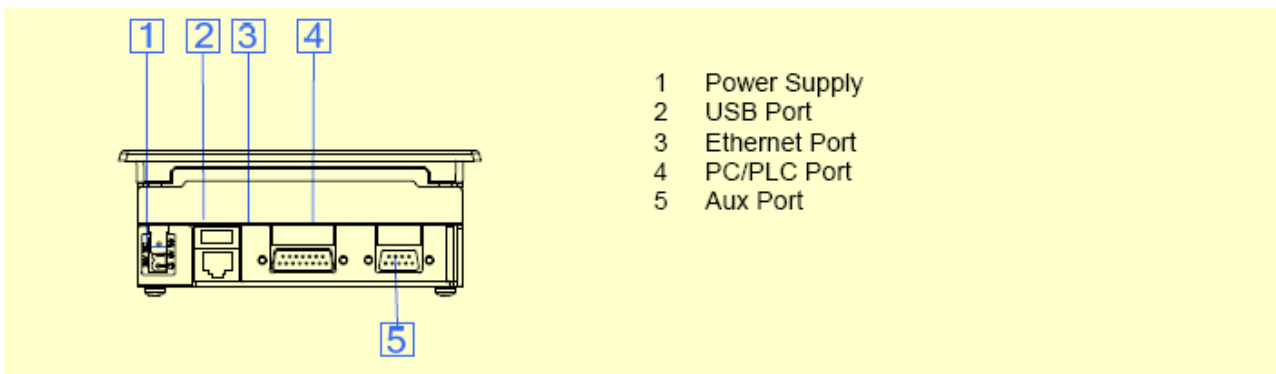 1 2 3 4
1 Power Supply
2 USB Port
3 Ethernet Port
4 PC/PLC Port
5 Aux Port
5